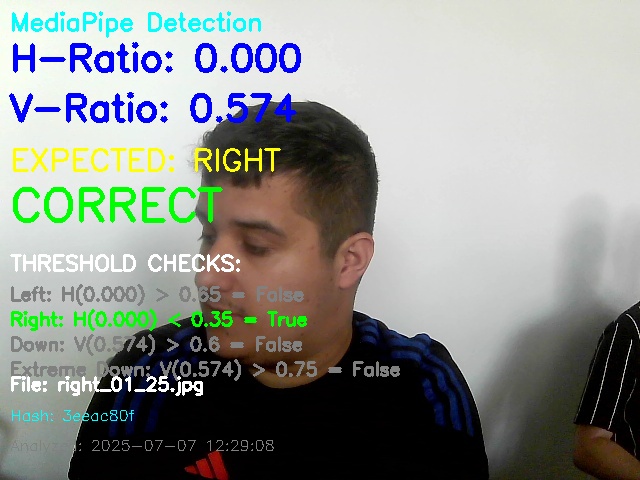 MediaPipe Detection
H-Ratio: 0.000
V-Ratio: 0.574
EXPECTED: RIGHT
CORRECT
THRESHOLD CHECKS:
Left: H(0.000) > 0.65 = False
Right: H(0.000) < 0.35 = True
Down: V(0.574) > 0.6 = False
Extreme Down: V(0.574) > 0.75 = False
File: right_01_25.jpg
Hash: 3eeac80f
Analyzed: 2025-07-07 12:29:08